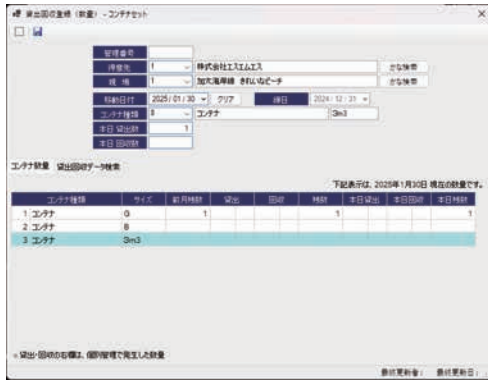 貸出回収登録（数量） - コンテナセット
管理番号
得意先 1 株式会社エスエムエス かな検索
現 場 1 加太海岸線 きれいなビーチ かな検索
移動日付 2025/01/30 クリア 締日 2024/12/31
コンテナ種類 8 コンテナ 3m3
本日 貸出数 1
本日 回収数
コンテナ数量 貸出回収データ検索
下記表示は、2025年1月30日 現在の数量です。
コンテナ種類 サイズ 前月残数 貸出 回収 残数 本日貸出 本日回収 本日残数
1 コンテナ G 1 1 1
2 コンテナ 8
3 コンテナ 3m3
※ 貸出・回収の右欄は、個別管理で発生した数量
最終更新者： 最終更新日：